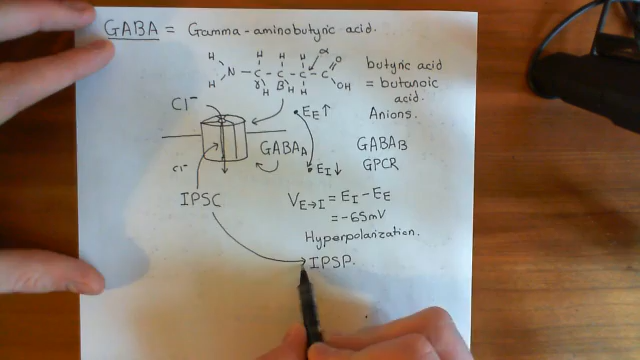 GABA = Gamma-aminobutyric acid.
H H H H α O
N - C - C - C - C
H γ H β H H OH
butyric acid
= butanoic
acid.
Anions.
Cl⁻
E_E↑
Cl⁻
GABA_A
E_I↓
GABA_B
GPCR
IPSC
V_E→I = E_I - E_E
= -65mV
Hyperpolarization.
IPSP.